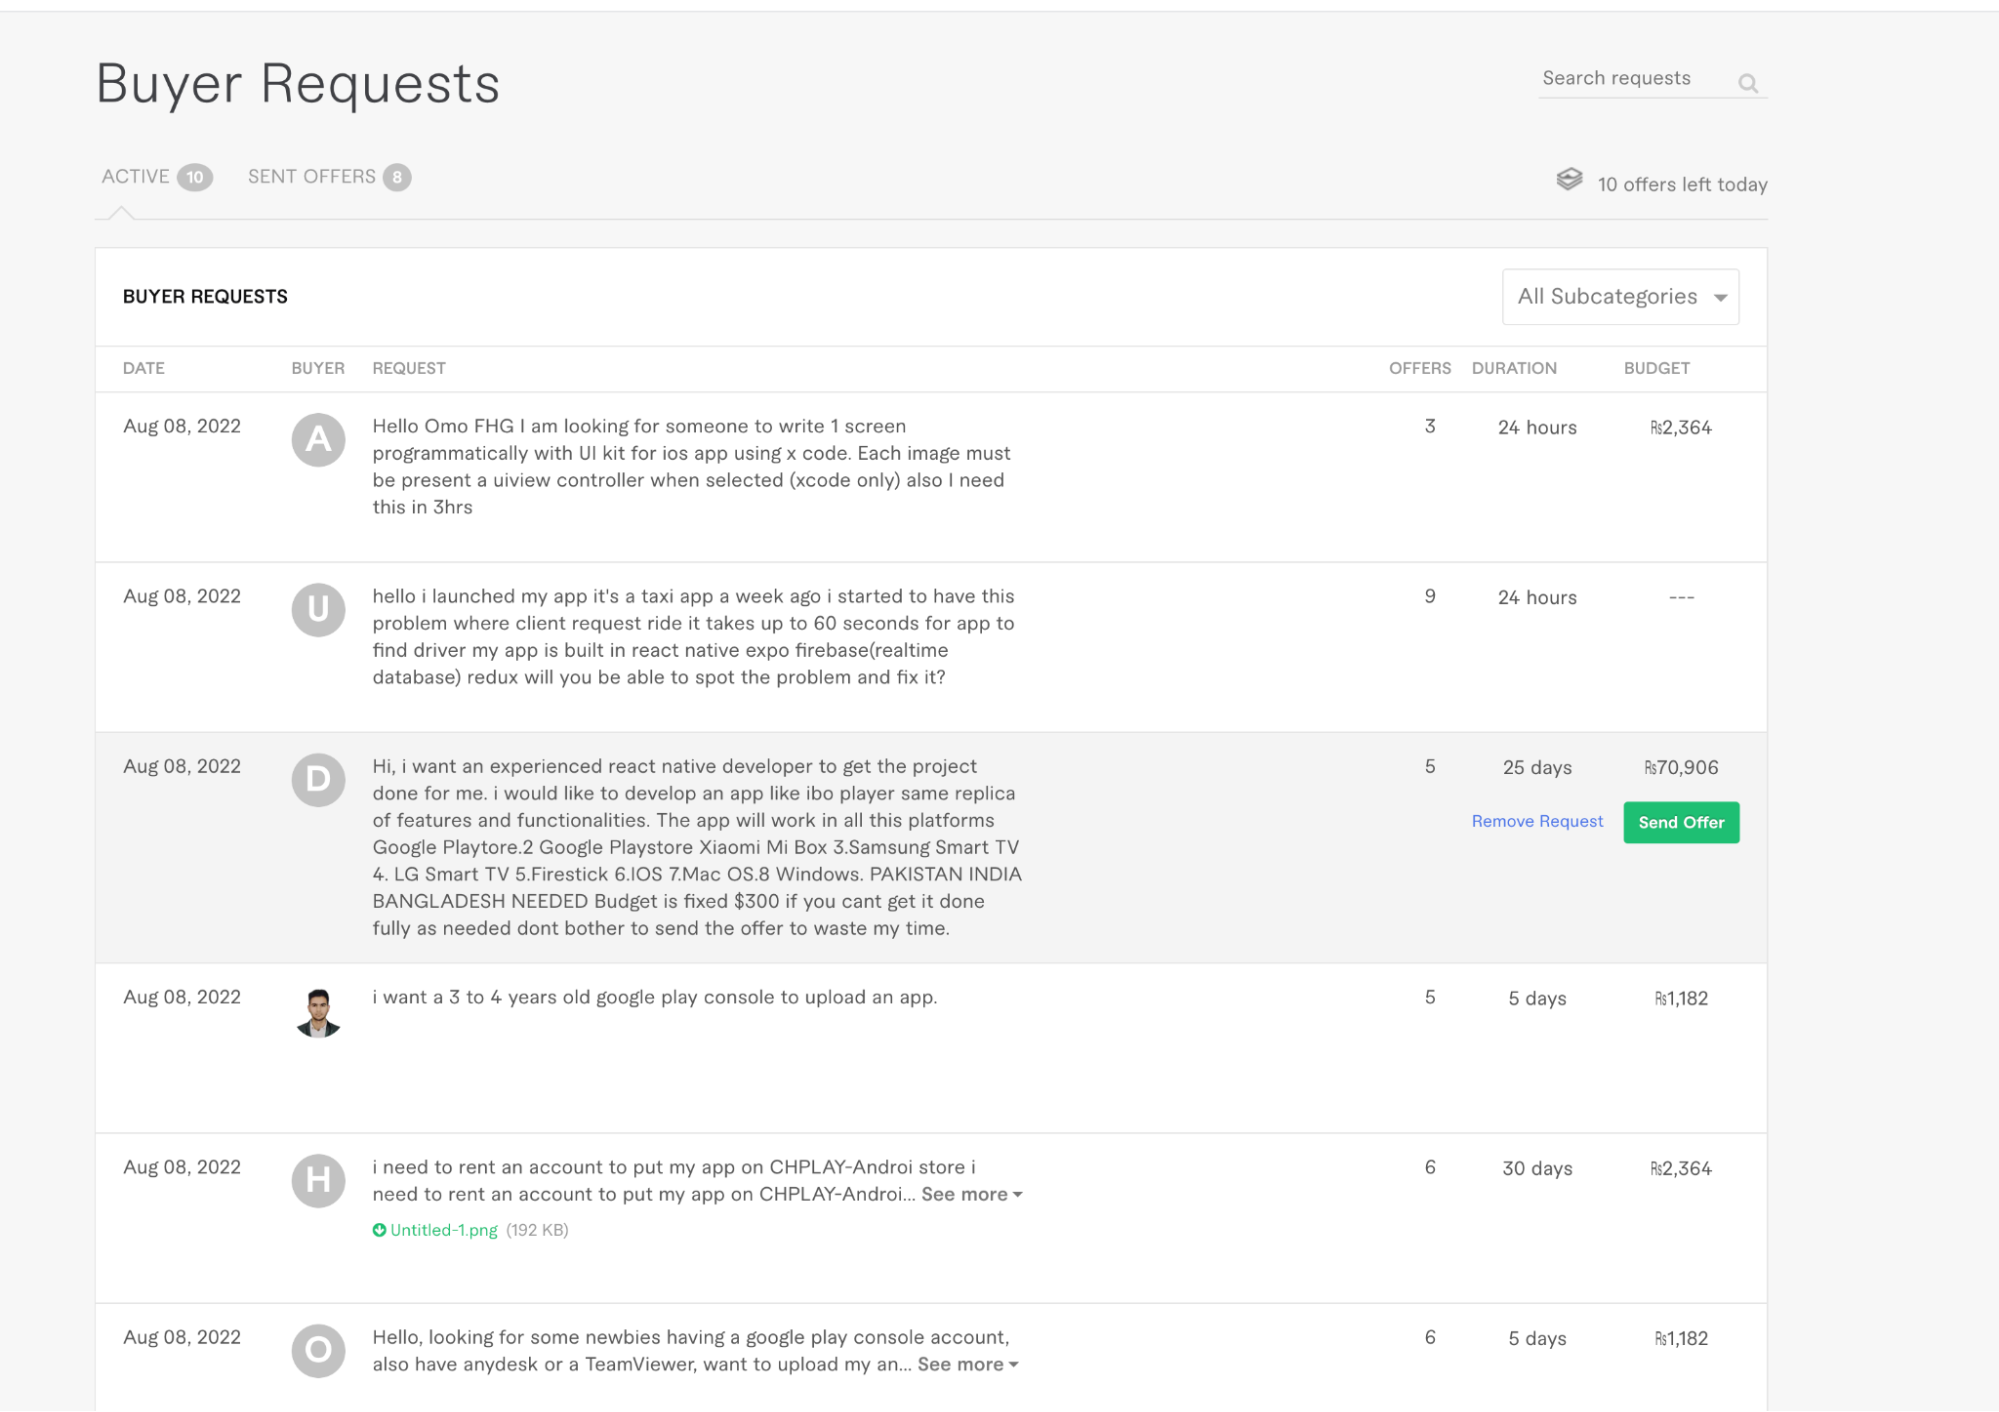 Buyer Requests
Search requests
ACTIVE 10 SENT OFFERS 8
10 offers left today
BUYER REQUESTS
All Subcategories
DATE BUYER REQUEST OFFERS DURATION BUDGET
Aug 08, 2022 A Hello Omo FHG I am looking for someone to write 1 screen 3 24 hours ₨2,364
programmatically with UI kit for ios app using x code. Each image must
be present a uiview controller when selected (xcode only) also I need
this in 3hrs
Aug 08, 2022 U hello i launched my app it's a taxi app a week ago i started to have this 9 24 hours ---
problem where client request ride it takes up to 60 seconds for app to
find driver my app is built in react native expo firebase(realtime
database) redux will you be able to spot the problem and fix it?
Aug 08, 2022 D Hi, i want an experienced react native developer to get the project 5 25 days ₨70,906
done for me. i would like to develop an app like ibo player same replica
of features and functionalities. The app will work in all this platforms
Remove Request Send Offer
Google Playtore.2 Google Playstore Xiaomi Mi Box 3.Samsung Smart TV
4. LG Smart TV 5.Firestick 6.IOS 7.Mac OS.8 Windows. PAKISTAN INDIA
BANGLADESH NEEDED Budget is fixed $300 if you cant get it done
fully as needed dont bother to send the offer to waste my time.
Aug 08, 2022 i want a 3 to 4 years old google play console to upload an app. 5 5 days ₨1,182
Aug 08, 2022 H i need to rent an account to put my app on CHPLAY-Androi store i 6 30 days ₨2,364
need to rent an account to put my app on CHPLAY-Androi... See more
Untitled-1.png (192 KB)
Aug 08, 2022 O Hello, looking for some newbies having a google play console account, 6 5 days ₨1,182
also have anydesk or a TeamViewer, want to upload my an... See more